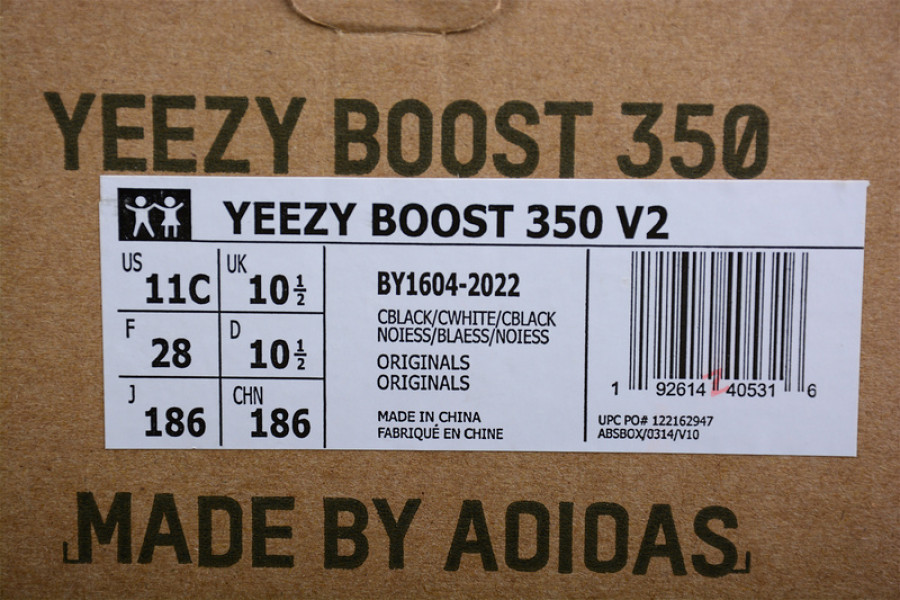 YEEZY BOOST 350
YEEZY BOOST 350 V2
US 11C UK 10 1/2
F 28 D 10 1/2
J 186 CHN 186
BY1604-2022
CBLACK/CWHITE/CBLACK
NOIESS/BLAESS/NOIESS
ORIGINALS
ORIGINALS
MADE IN CHINA
FABRIQUÉ EN CHINE
1 92614 2 40531 6
UPC PO# 122162947
ABSBOX/0314/V10
MADE BY AOIOAS